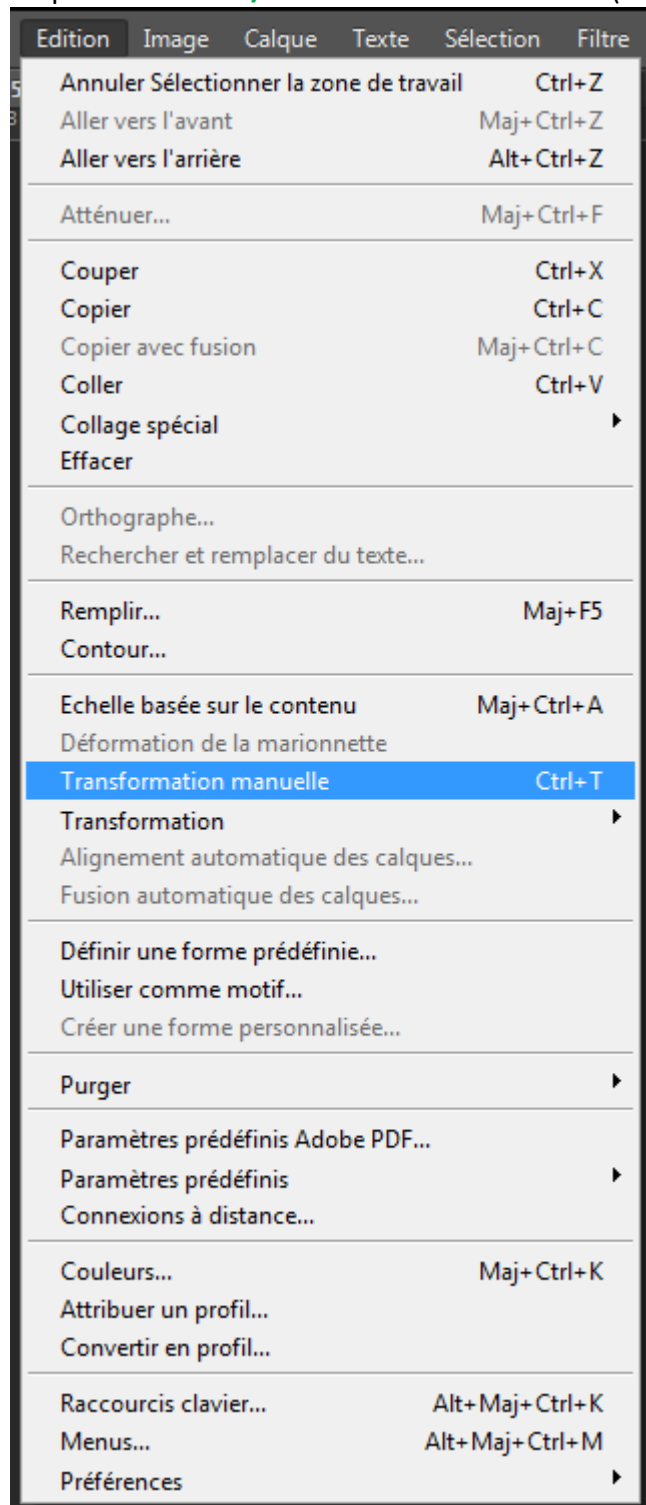 Edition Image Calque Texte Sélection Filtre
Annuler Sélectionner la zone de travail Ctrl+Z
Aller vers l'avant Maj+Ctrl+Z
Aller vers l'arrière Alt+Ctrl+Z
Atténuer... Maj+Ctrl+F
Couper Ctrl+X
Copier Ctrl+C
Copier avec fusion Maj+Ctrl+C
Coller Ctrl+V
Collage spécial
Effacer
Orthographe...
Rechercher et remplacer du texte...
Remplir... Maj+F5
Contour...
Echelle basée sur le contenu Maj+Ctrl+A
Déformation de la marionnette
Transformation manuelle Ctrl+T
Transformation
Alignement automatique des calques...
Fusion automatique des calques...
Définir une forme prédéfinie...
Utiliser comme motif...
Créer une forme personnalisée...
Purger
Paramètres prédéfinis Adobe PDF...
Paramètres prédéfinis
Connexions à distance...
Couleurs... Maj+Ctrl+K
Attribuer un profil...
Convertir en profil...
Raccourcis clavier... Alt+Maj+Ctrl+K
Menus... Alt+Maj+Ctrl+M
Préférences